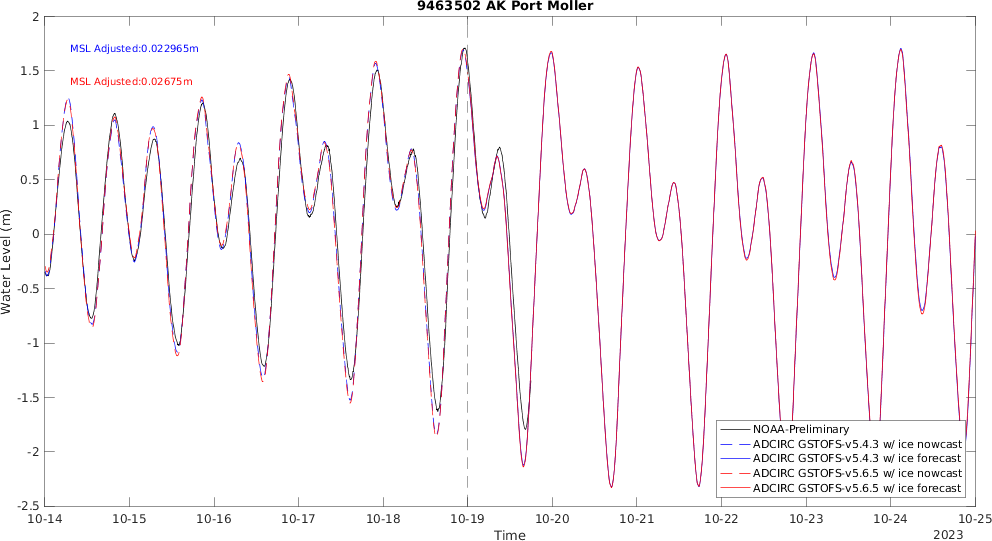 9463502 AK Port Moller
MSL Adjusted:0.022965m
MSL Adjusted:0.02675m
Water Level (m)
2
1.5
1
0.5
0
-0.5
-1
-1.5
-2
-2.5
NOAA-Preliminary
ADCIRC GSTOFS-v5.4.3 w/ ice nowcast
ADCIRC GSTOFS-v5.4.3 w/ ice forecast
ADCIRC GSTOFS-v5.6.5 w/ ice nowcast
ADCIRC GSTOFS-v5.6.5 w/ ice forecast
10-14 10-15 10-16 10-17 10-18 10-19 10-20 10-21 10-22 10-23 10-24 10-25
Time
2023